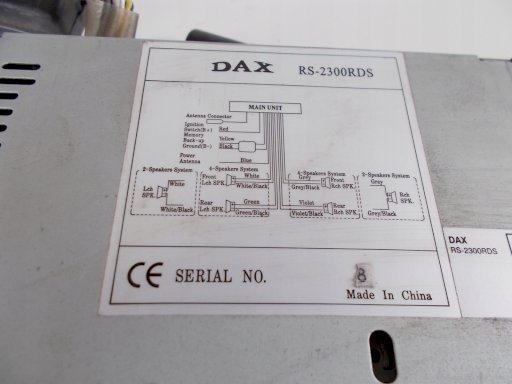 DAX RS-2300RDS
MAIN UNIT
Antenna Connector
Ignition
Switch(B+) Red
Memory
Back-up Yellow
Ground(B-) Black
Power
Antenna Blue
2-Speakers System
White
Lch
SPK.
White/Black
4-Speakers System
Front White
Lch SPK.
White/Black
Rear Green
Lch SPK.
Green/Black
4-Speakers System
Grey Front
Rch SPK.
Grey/Black
Violet Rear
Rch SPK.
Violet/Black
2-Speakers System
Grey
Rch
SPK.
Grey/Black
CE SERIAL NO. 8
Made In China
DAX
RS-2300RDS